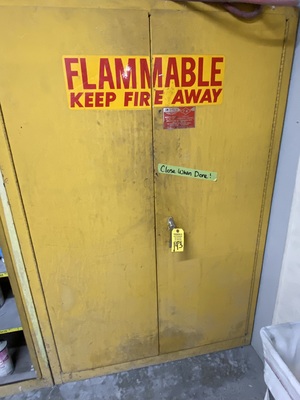 FLAMMABLE
KEEP FIRE AWAY
Close When Done!